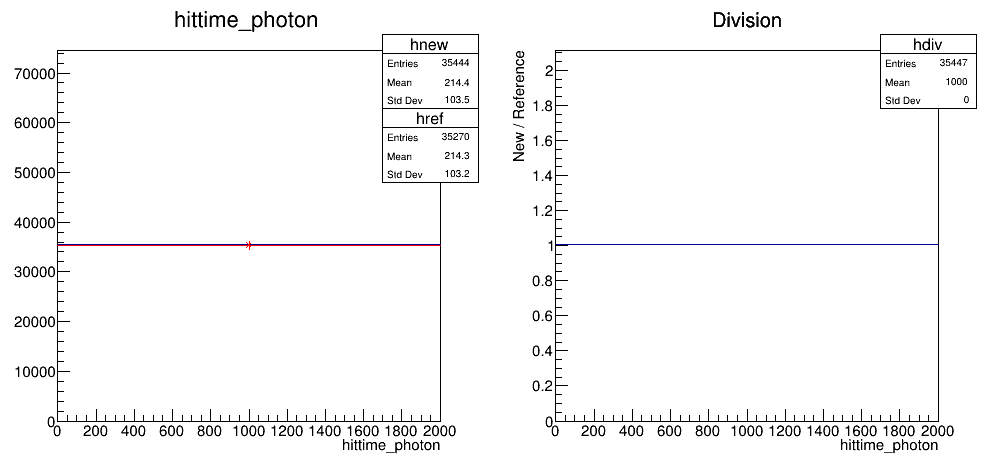 hittime_photon
hnew
Entries 35444
Mean 214.4
Std Dev 103.5
href
Entries 35270
Mean 214.3
Std Dev 103.2
70000
60000
50000
40000
30000
20000
10000
0
0 200 400 600 800 1000 1200 1400 1600 1800 2000
hittime_photon
Division
hdiv
Entries 35447
Mean 1000
Std Dev 0
New / Reference
2
1.8
1.6
1.4
1.2
1
0.8
0.6
0.4
0.2
0
0 200 400 600 800 1000 1200 1400 1600 1800 2000
hittime_photon